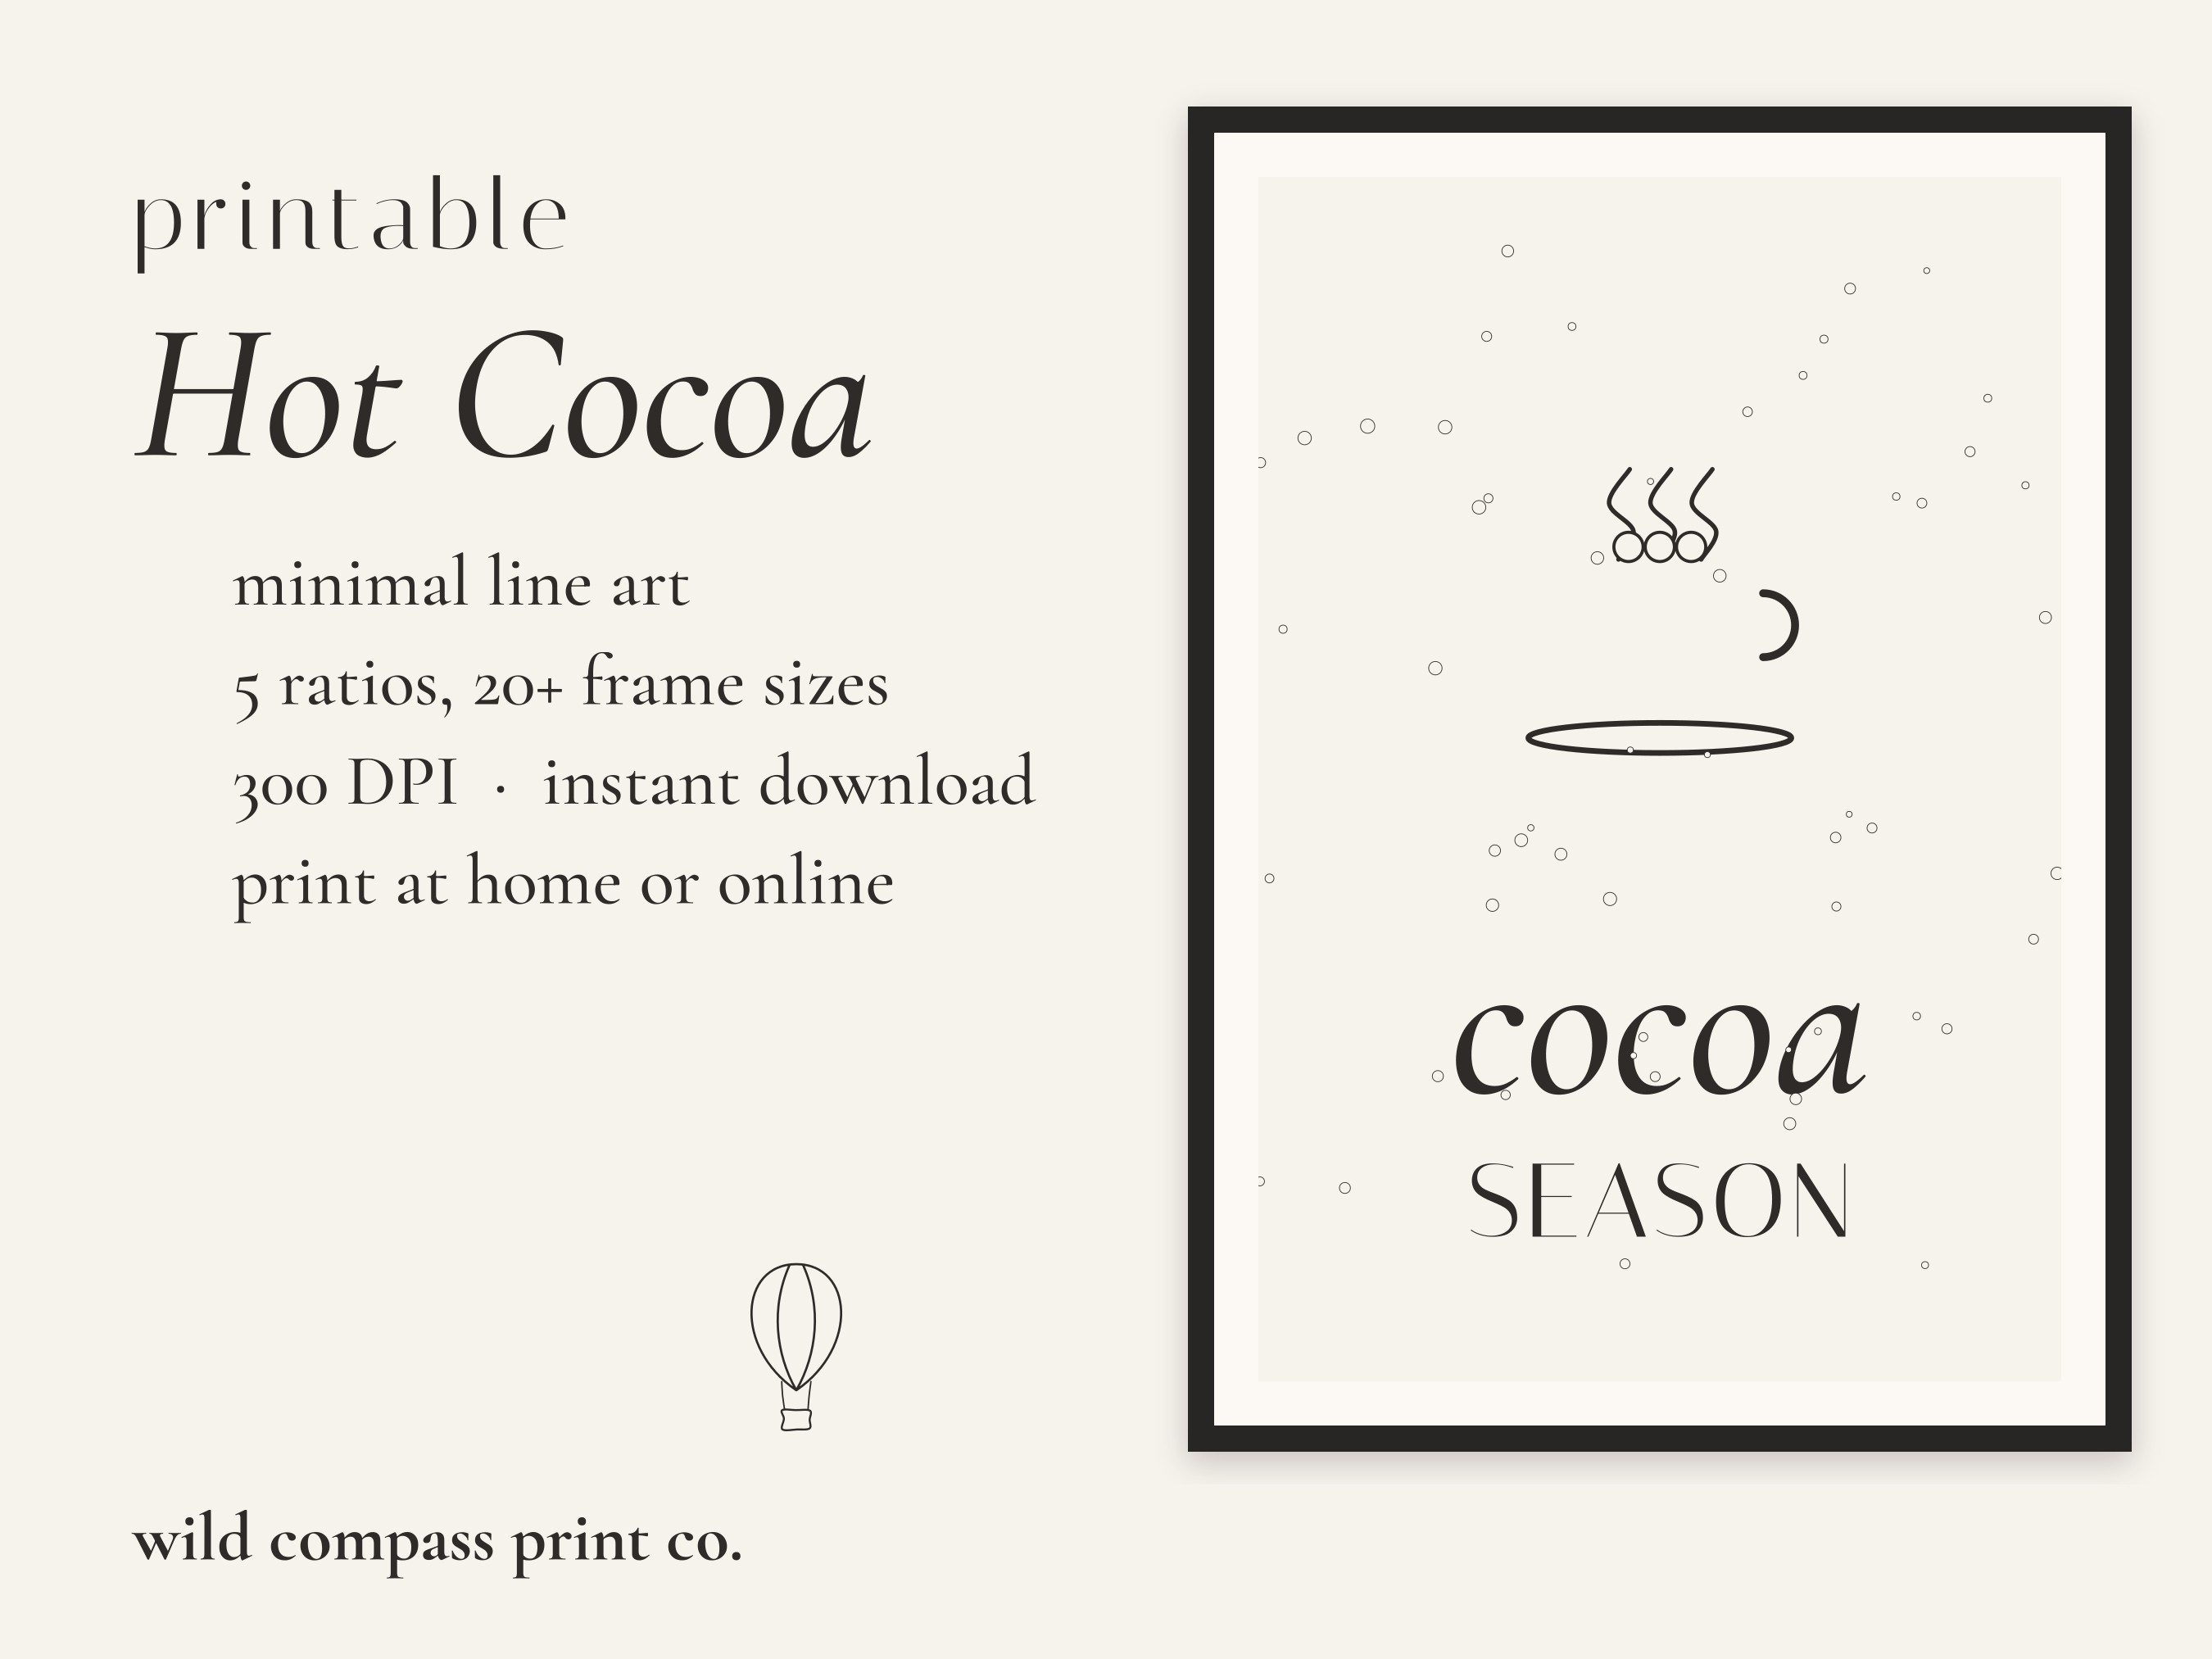 printable
Hot Cocoa
minimal line art
5 ratios, 20+ frame sizes
300 DPI · instant download
print at home or online
wild compass print co.
cocoa
SEASON